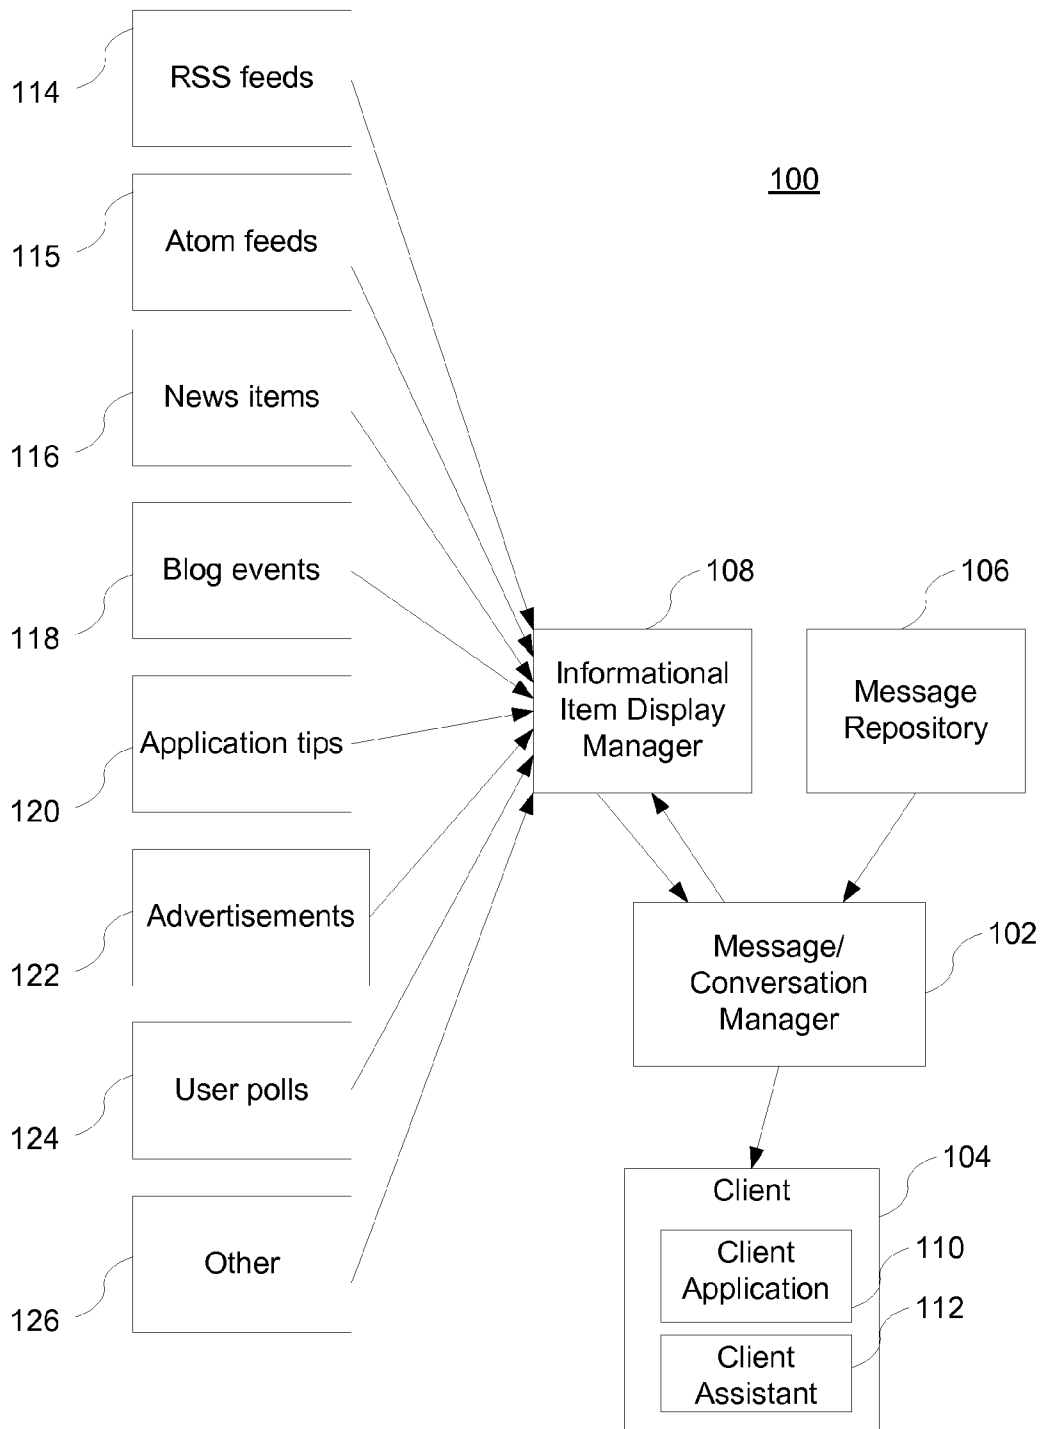 RSS feeds
114
100
Atom feeds
115
News items
116
Blog events
118
108
106
Informational
Item Display
Manager
Message
Repository
Application tips
120
Advertisements
122
102
Message/
Conversation
Manager
User polls
124
104
Client
Other
126
110
Client
Application
112
Client
Assistant